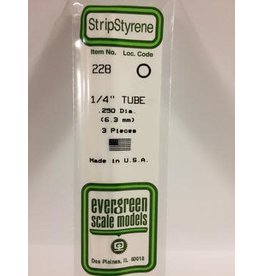 StripStyrene
Item No. Loc. Code
228
1/4" TUBE
.250 Dia.
(6.3 mm)
3 Pieces
Made in U.S.A.
evergreen
scale models
Des Plaines, IL 60018